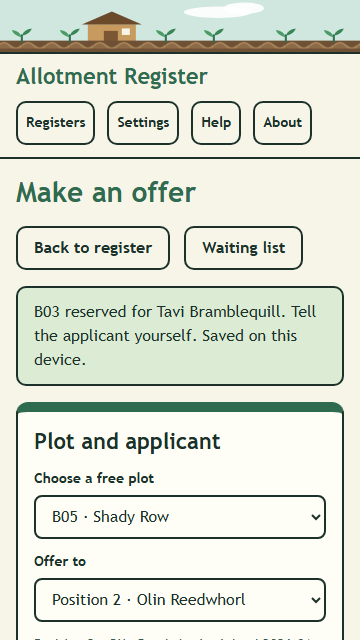 Allotment Register
Registers
Settings
Help
About
Make an offer
Back to register
Waiting list
B03 reserved for Tavi Bramblequill. Tell
the applicant yourself. Saved on this
device.
Plot and applicant
Choose a free plot
B05 · Shady Row
Offer to
Position 2 · Olin Reedwhorl